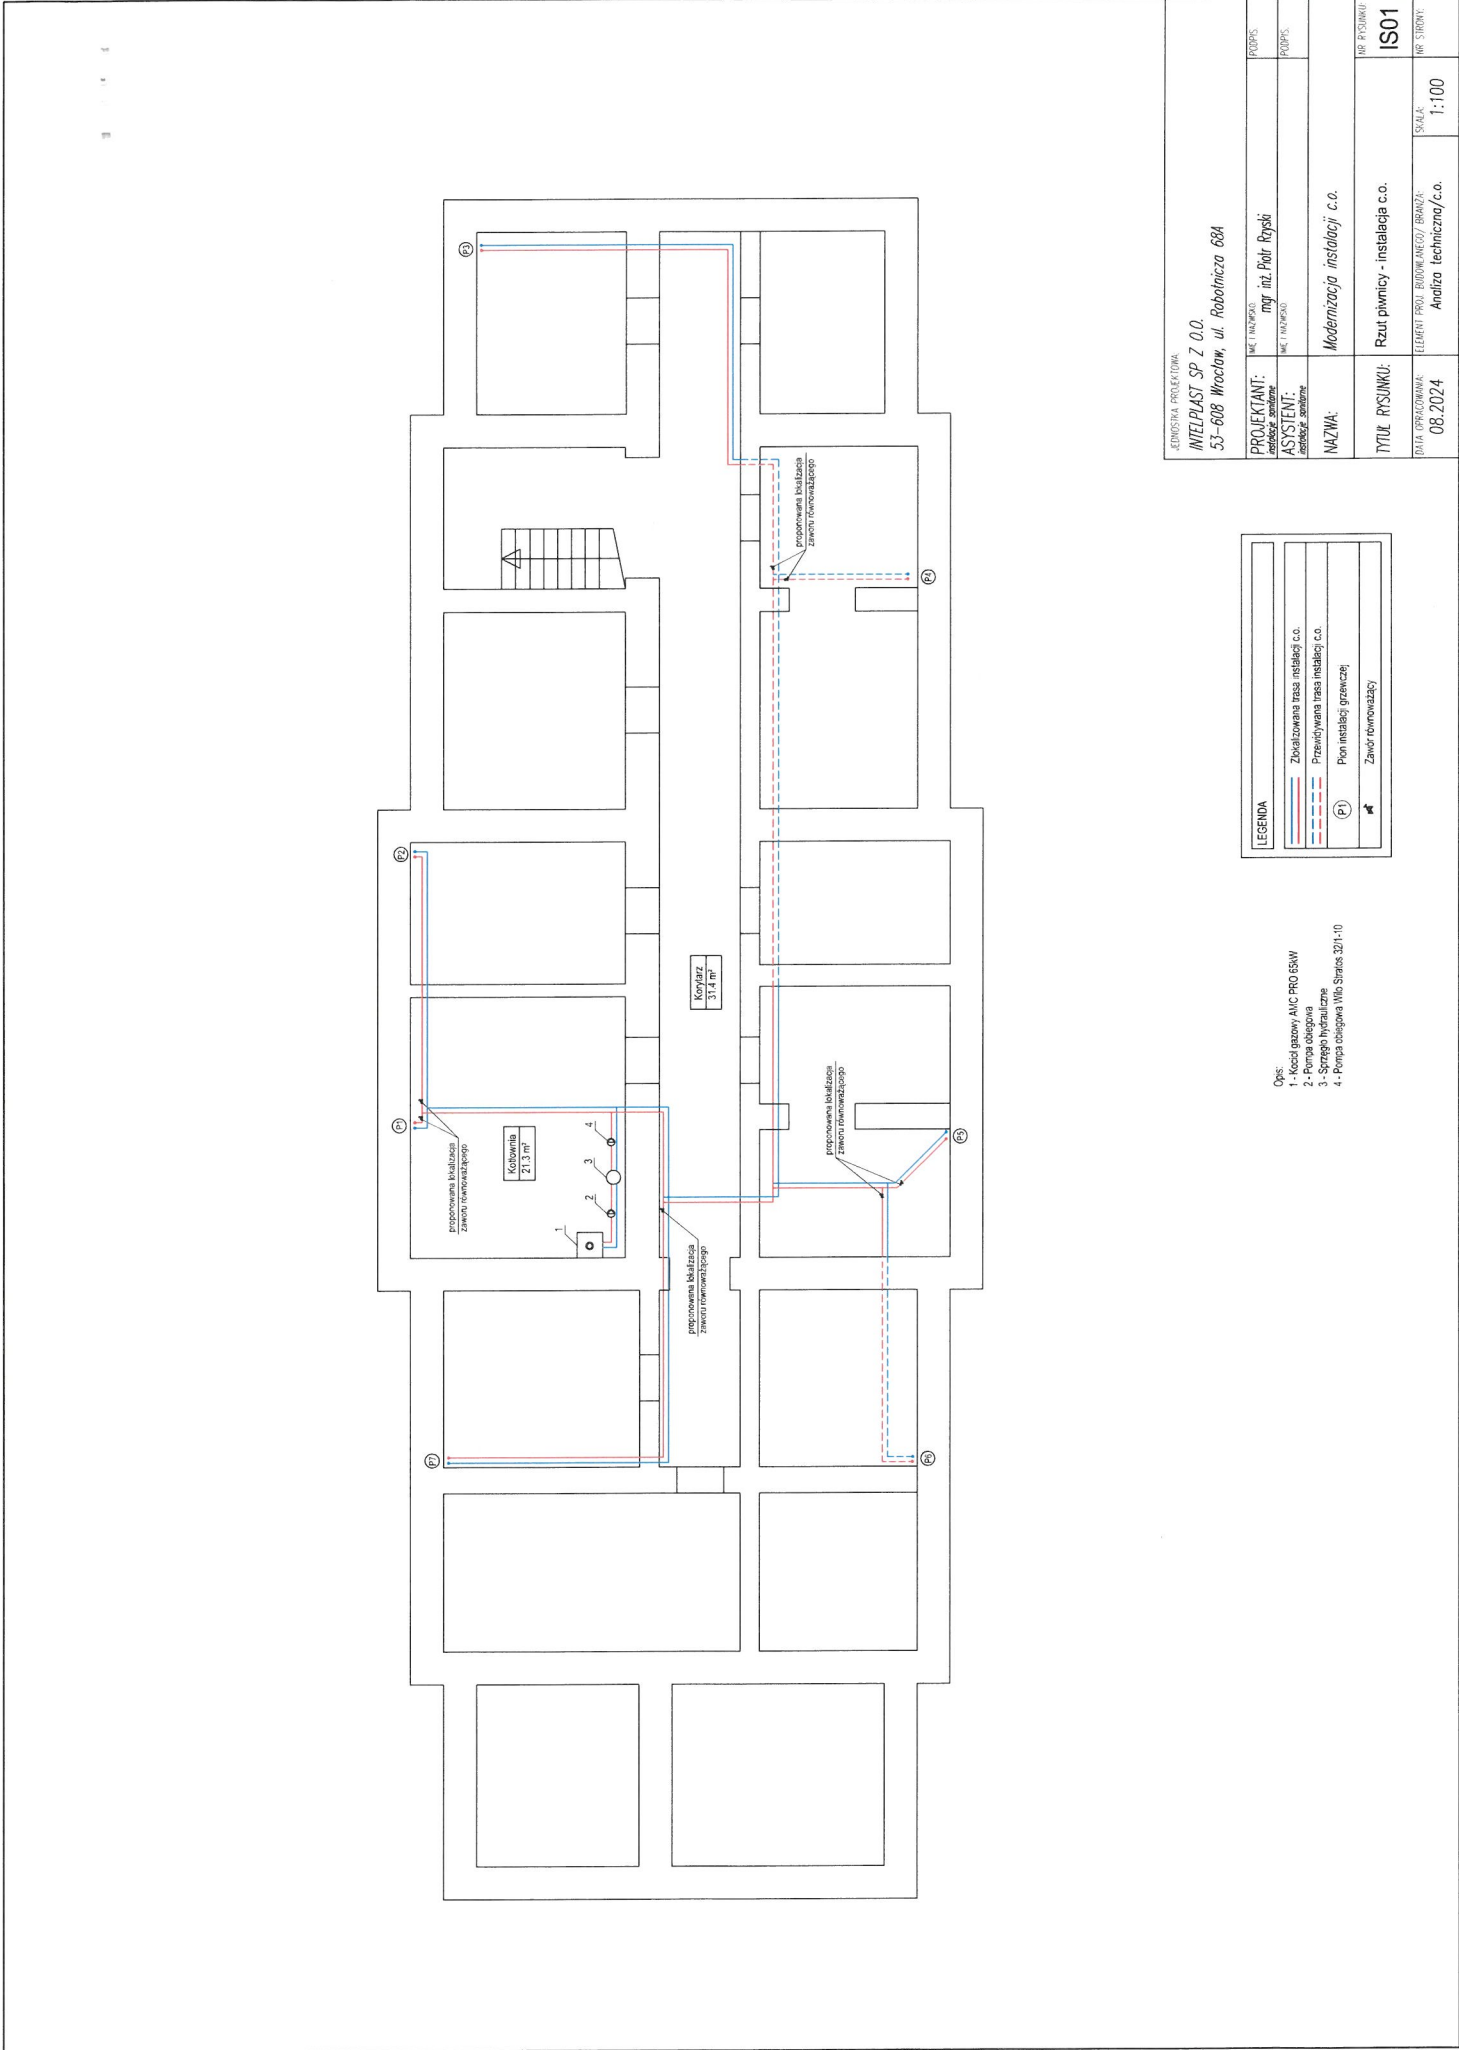 P3
P2
P1
P7
proponowana lokalizacja
zaworu równoważącego
Kotłownia
21.3 m²
1
2
3
4
Korytarz
31.4 m²
proponowana lokalizacja
zaworu równoważącego
proponowana lokalizacja
zaworu równoważącego
proponowana lokalizacja
zaworu równoważącego
P4
P5
P6
Opis:
1 - Kocioł gazowy AMC PRO 65kW
2 - Pompa obiegowa
3 - Sprzęgło hydrauliczne
4 - Pompa obiegowa Wilo Stratos 32/1-10
LEGENDA
Zlokalizowana trasa instalacji c.o.
Przewidywana trasa instalacji c.o.
P1
Pion instalacji grzewczej
Zawór równoważący
JEDNOSTKA PROJEKTOWA:
INTELPLAST SP Z O.O.
53-608 Wrocław, ul. Robotnicza 68A
PROJEKTANT:
instalacje sanitarne
IMIĘ I NAZWISKO:
mgr inż. Piotr Rzyski
PODPIS:
ASYSTENT:
instalacje sanitarne
IMIĘ I NAZWISKO:
PODPIS:
NAZWA:
Modernizacja instalacji c.o.
TYTUŁ RYSUNKU:
Rzut piwnicy - instalacja c.o.
NR RYSUNKU:
IS01
DATA OPRACOWANIA:
08.2024
ELEMENT PROJ. BUDOWLANEGO/ BRANŻA:
Analiza techniczna/c.o.
SKALA:
1:100
NR STRONY: